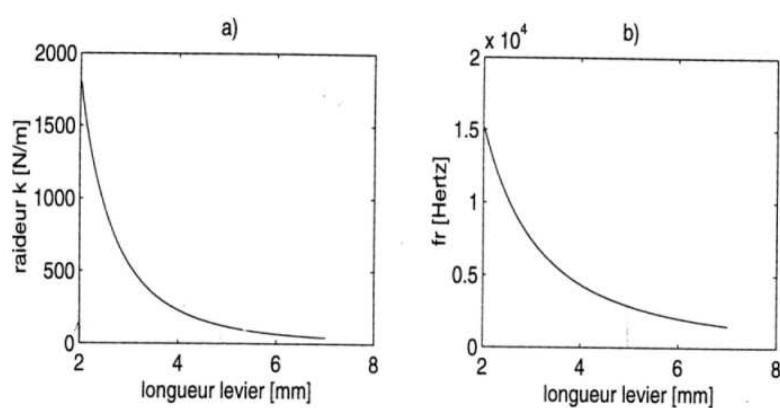 a)
2000
1500
1000
500
0
raideur k [N/m]
2 4 6 8
longueur levier [mm]
b)
2 x 10⁴
1.5
1
0.5
0
fr [Hertz]
2 4 6 8
longueur levier [mm]